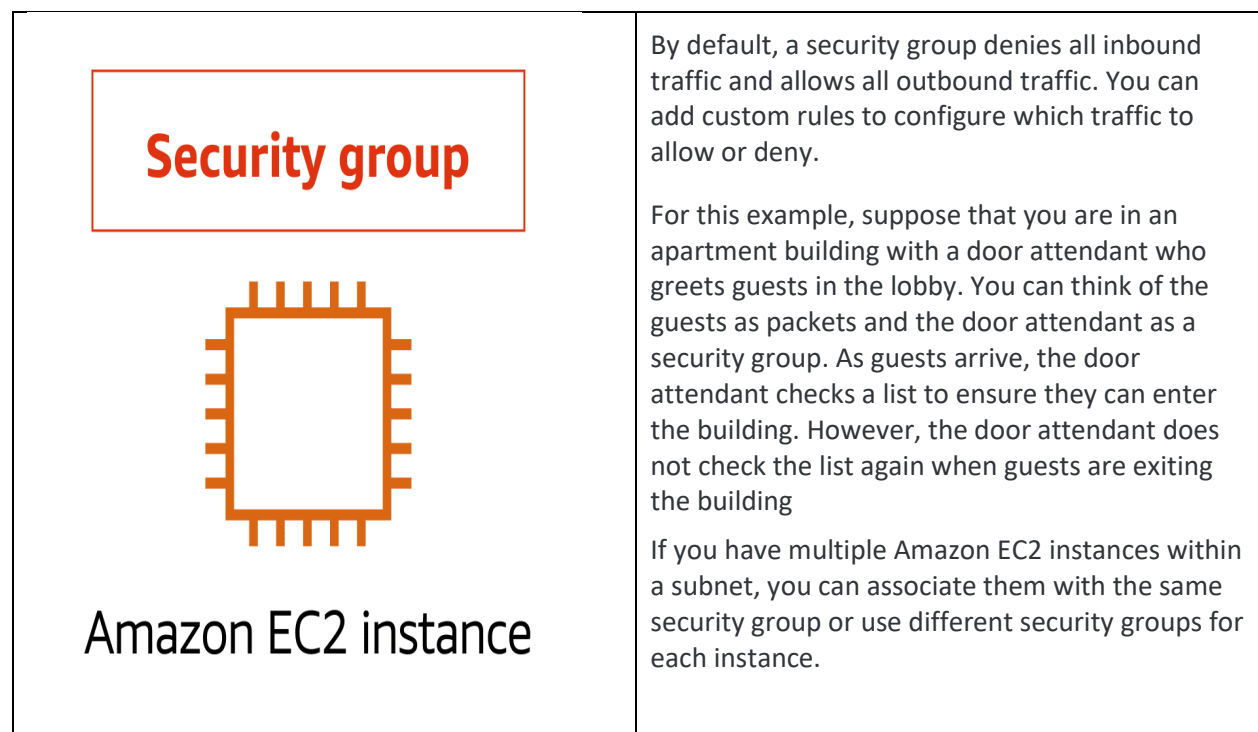 Security group
Amazon EC2 instance
By default, a security group denies all inbound
traffic and allows all outbound traffic. You can
add custom rules to configure which traffic to
allow or deny.
For this example, suppose that you are in an
apartment building with a door attendant who
greets guests in the lobby. You can think of the
guests as packets and the door attendant as a
security group. As guests arrive, the door
attendant checks a list to ensure they can enter
the building. However, the door attendant does
not check the list again when guests are exiting
the building
If you have multiple Amazon EC2 instances within
a subnet, you can associate them with the same
security group or use different security groups for
each instance.